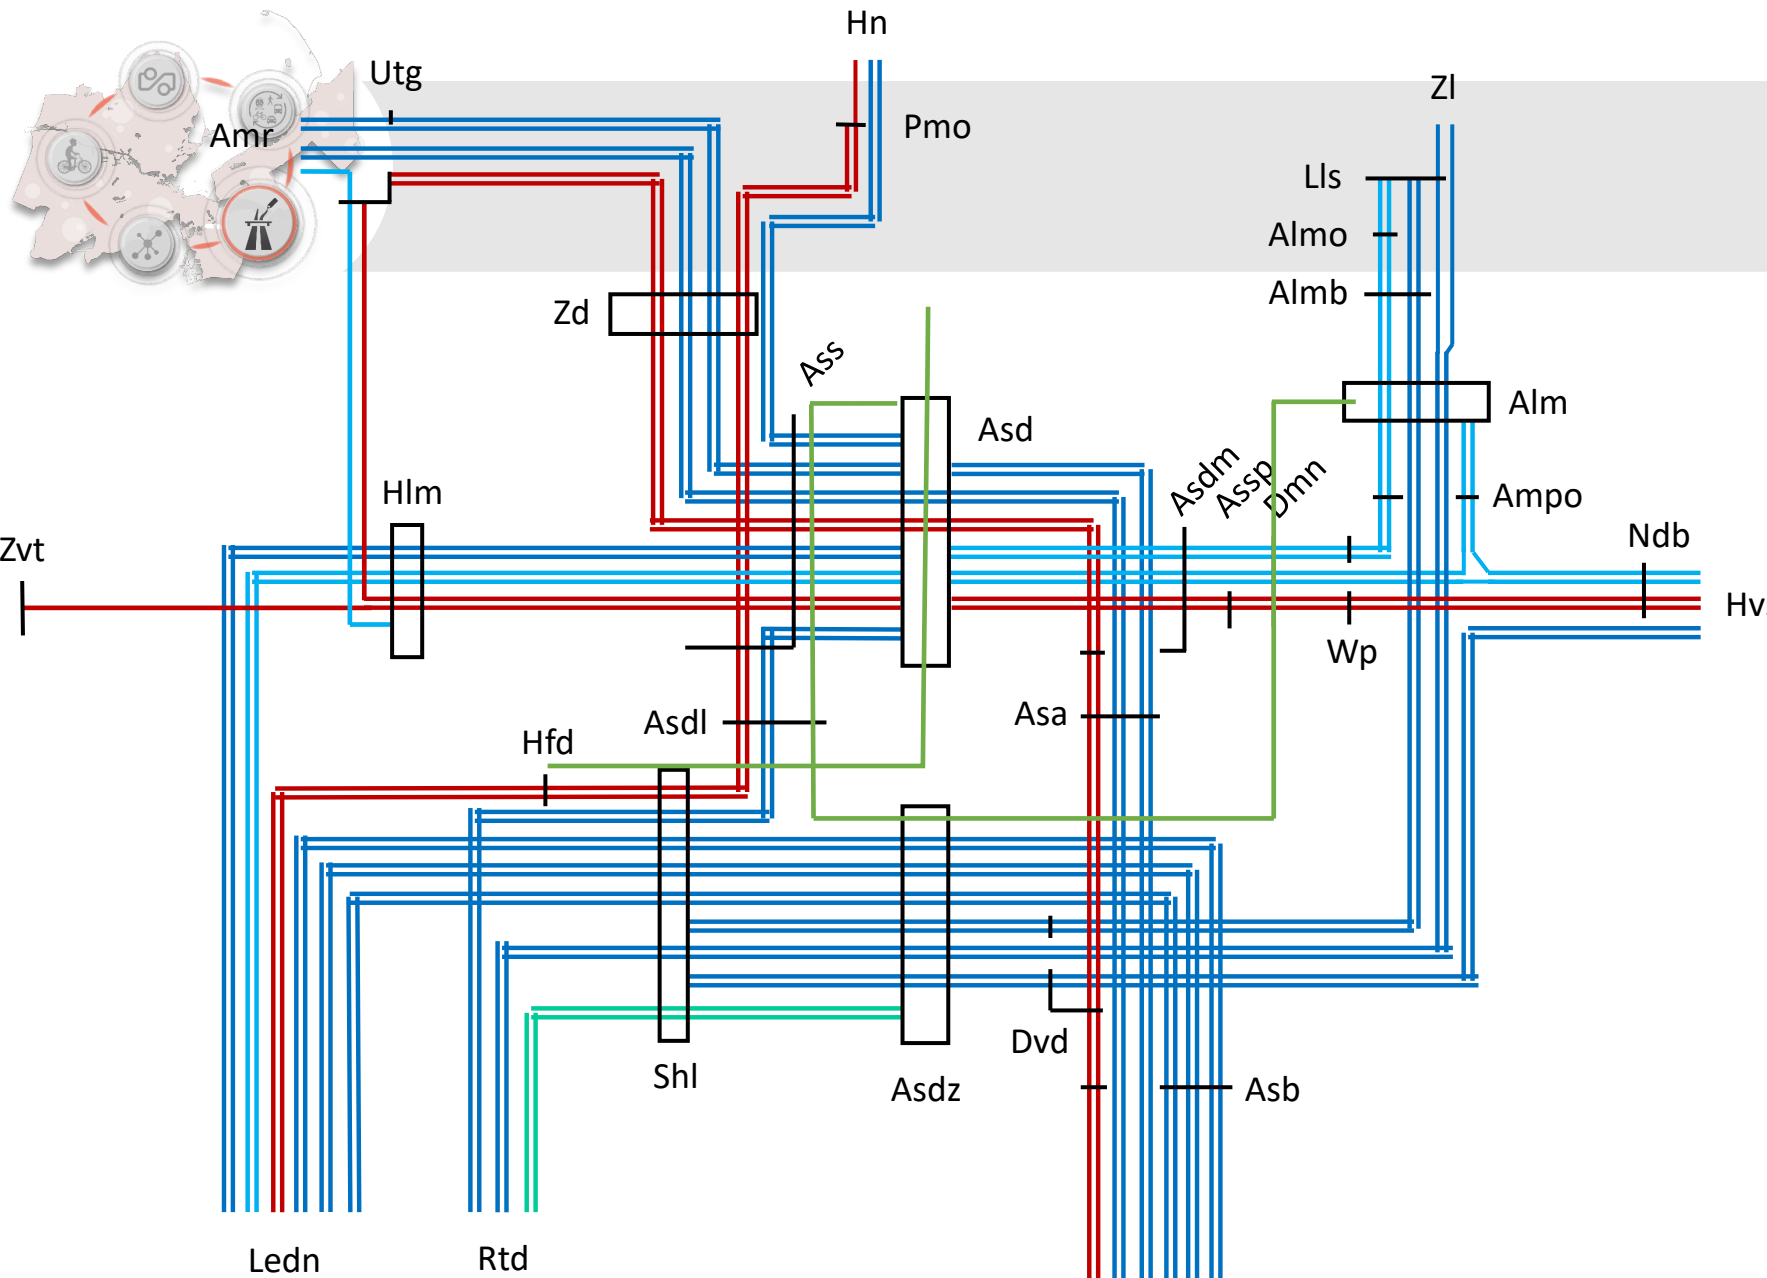 Hn
Utg
Zl
Pmo
Amr
Lls
Almo
Almb
Zd
Ass
Alm
Asd
Asdm
Assp
Dmn
Hlm
Ampo
Zvt
Ndb
Wp
Asdl
Asa
Hfd
Dvd
Shl
Asdz
Asb
Ledn
Rtd